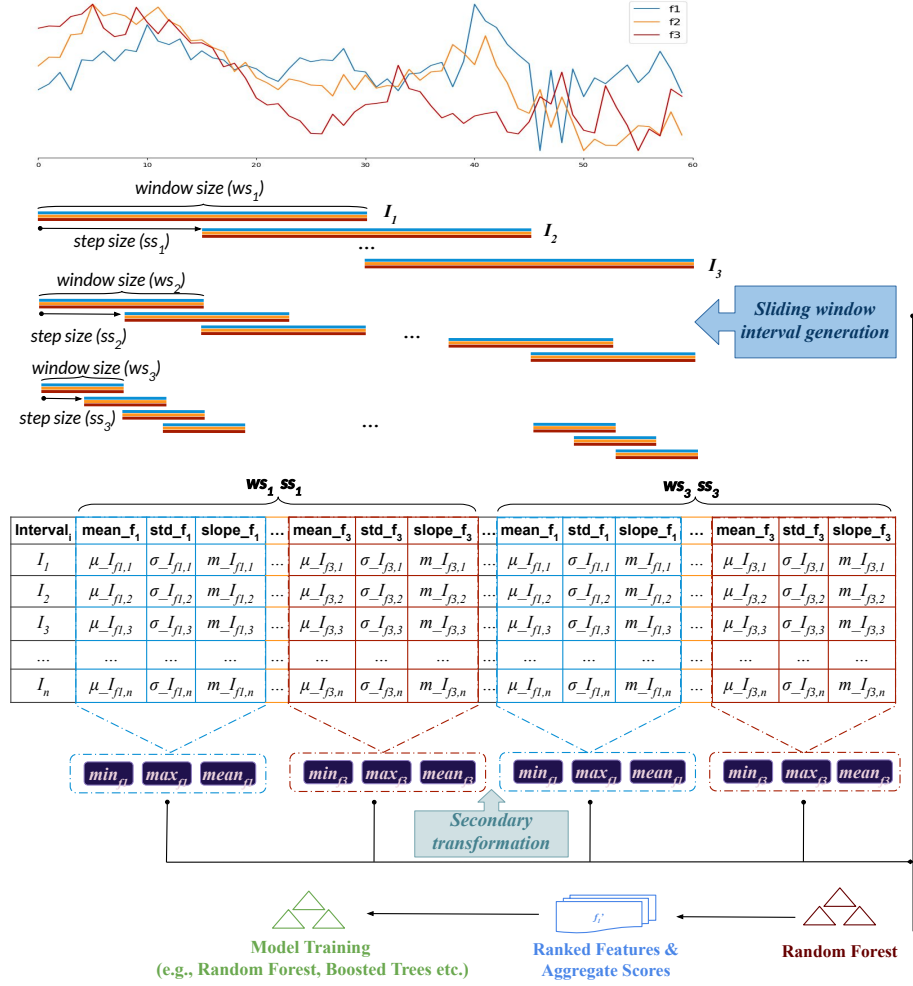 f1
f2
f3
0 10 20 30 40 50 60
window size (ws1)
I1
step size (ss1)
I2
...
I3
window size (ws2)
Sliding window
interval generation
step size (ss2)
...
window size (ws3)
step size (ss3)
...
ws1 ss1 ws3 ss3
Intervali mean_f1 std_f1 slope_f1 ... mean_f3 std_f3 slope_f3 ... mean_f1 std_f1 slope_f1 ... mean_f3 std_f3 slope_f3
I1 μ_If1,1 σ_If1,1 m_If1,1 ... μ_If3,1 σ_If3,1 m_If3,1 ... μ_If1,1 σ_If1,1 m_If1,1 ... μ_If3,1 σ_If3,1 m_If3,1
I2 μ_If1,2 σ_If1,2 m_If1,2 ... μ_If3,2 σ_If3,2 m_If3,2 ... μ_If1,2 σ_If1,2 m_If1,2 ... μ_If3,2 σ_If3,2 m_If3,2
I3 μ_If1,3 σ_If1,3 m_If1,3 ... μ_If3,3 σ_If3,3 m_If3,3 ... μ_If1,3 σ_If1,3 m_If1,3 ... μ_If3,3 σ_If3,3 m_If3,3
... ... ... ... ... ... ... ... ... ... ... ... ... ... ... ...
In μ_If1,n σ_If1,n m_If1,n ... μ_If3,n σ_If3,n m_If3,n ... μ_If1,n σ_If1,n m_If1,n ... μ_If3,n σ_If3,n m_If3,n
minf1 maxf1 meanf1 minf3 maxf3 meanf3 minf1 maxf1 meanf1 minf3 maxf3 meanf3
Secondary
transformation
Model Training
(e.g., Random Forest, Boosted Trees etc.)
Ranked Features &
Aggregate Scores
Random Forest